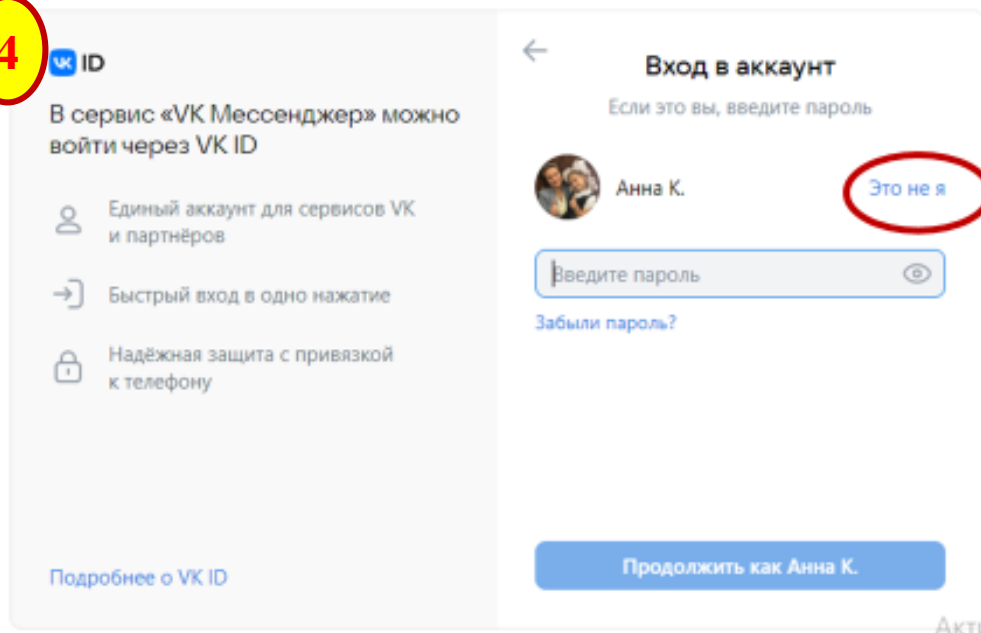 4
VK ID
В сервис «VK Мессенджер» можно
войти через VK ID
Единый аккаунт для сервисов VK
и партнёров
Быстрый вход в одно нажатие
Надёжная защита с привязкой
к телефону
Подробнее о VK ID
Вход в аккаунт
Если это вы, введите пароль
Анна К.
Это не я
Введите пароль
Забыли пароль?
Продолжить как Анна К.